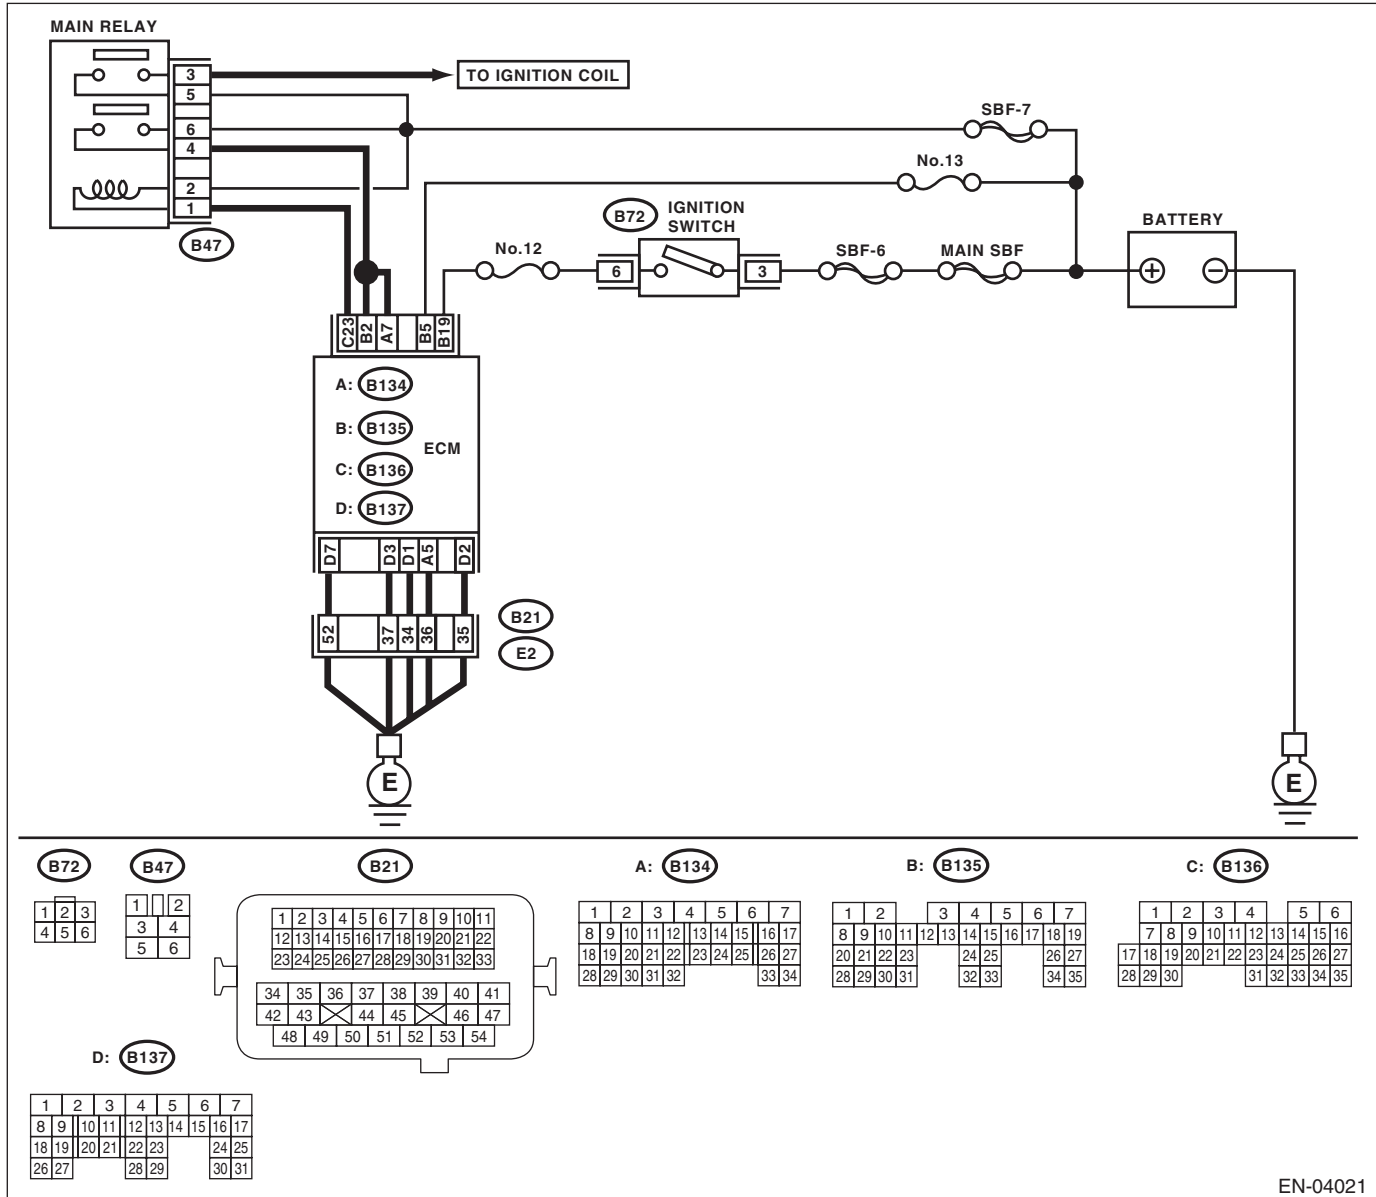 MAIN RELAY
3
5
6
4
2
1
B47
TO IGNITION COIL
SBF-7
No.13
B72
IGNITION
SWITCH
No.12
6
3
SBF-6
MAIN SBF
BATTERY
C23
B2
A7
B5
B19
A: B134
B: B135
C: B136
D: B137
ECM
D7
D3
D1
A5
D2
52
37
34
36
35
B21
E2
E
E
B72
1 2 3
4 5 6
B47
1 2
3 4
5 6
B21
1 2 3 4 5 6 7 8 9 10 11
12 13 14 15 16 17 18 19 20 21 22
23 24 25 26 27 28 29 30 31 32 33
34 35 36 37 38 39 40 41
42 43 44 45 46 47
48 49 50 51 52 53 54
A: B134
1 2 3 4 5 6 7
8 9 10 11 12 13 14 15 16 17
18 19 20 21 22 23 24 25 26 27
28 29 30 31 32 33 34
B: B135
1 2 3 4 5 6 7
8 9 10 11 12 13 14 15 16 17 18 19
20 21 22 23 24 25 26 27
28 29 30 31 32 33 34 35
C: B136
1 2 3 4 5 6
7 8 9 10 11 12 13 14 15 16
17 18 19 20 21 22 23 24 25 26 27
28 29 30 31 32 33 34 35
D: B137
1 2 3 4 5 6 7
8 9 10 11 12 13 14 15 16 17
18 19 20 21 22 23 24 25
26 27 28 29 30 31
EN-04021